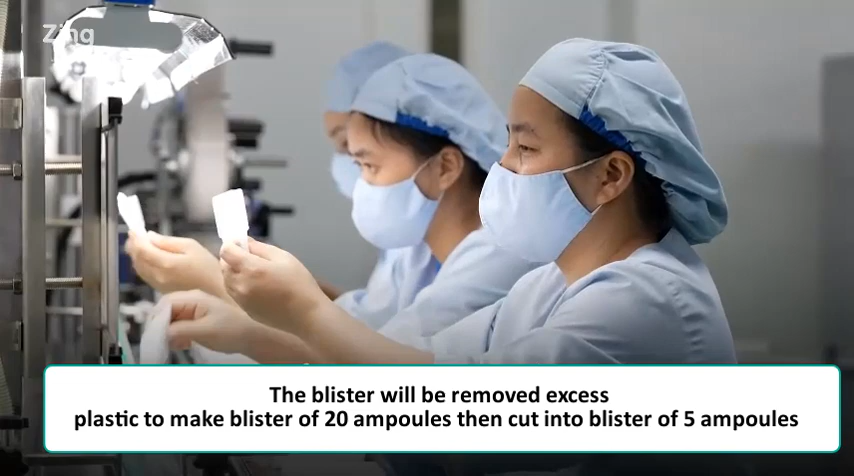 Zing
The blister will be removed excess
plastic to make blister of 20 ampoules then cut into blister of 5 ampoules